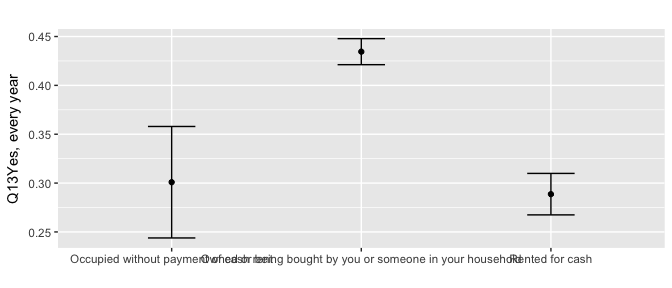 0.45
0.40
0.35
0.30
0.25
Q13Yes, every year
Occupied without payment of cash rent
Owned or being bought by you or someone in your household
Rented for cash